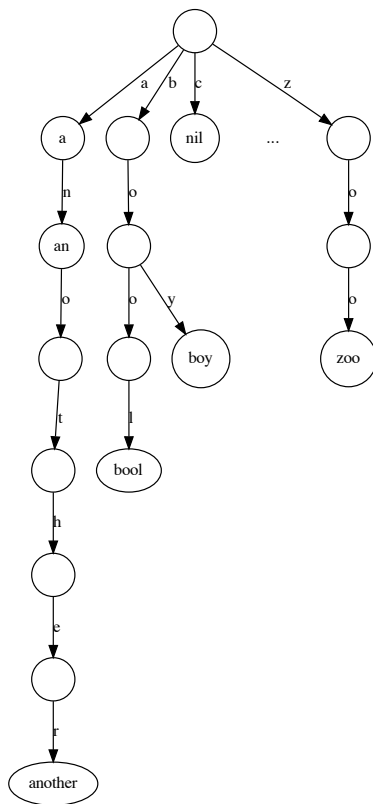 a b c z
a nil ...
n o o
an
o o y o
boy zoo
t l
bool
h
e
r
another